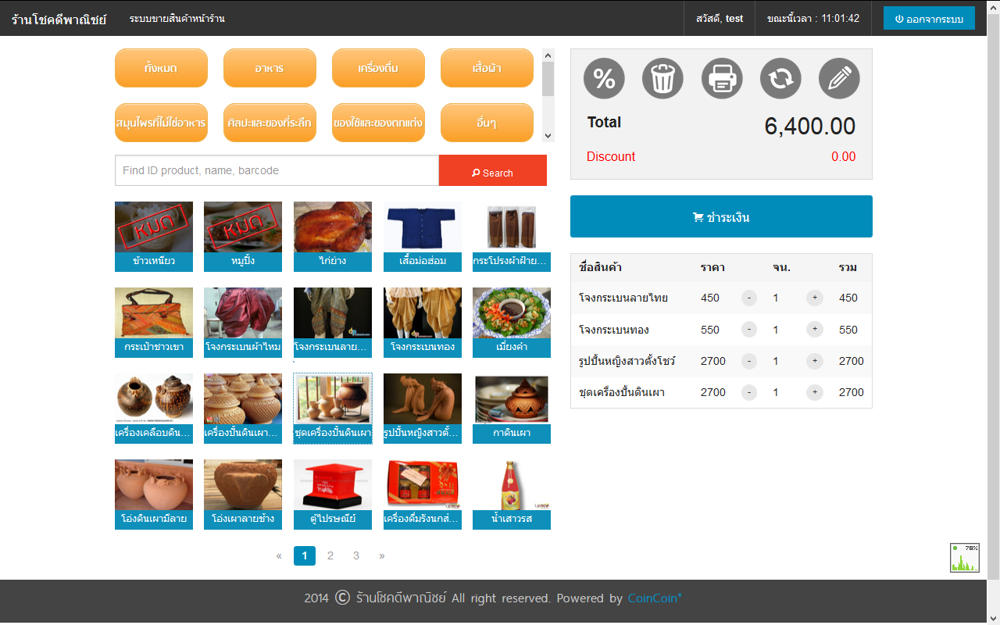 ร้านโชคดีพาณิชย์ ระบบขายสินค้าหน้าร้าน สวัสดี, test ขณะนี้เวลา : 11:01:42 ออกจากระบบ
ทั้งหมด อาหาร เครื่องดื่ม เสื้อผ้า
สมุนไพรที่ไม่ใช่อาหาร ศิลปะและของที่ระลึก ของใช้และของตกแต่ง อื่นๆ
Find ID product, name, barcode Search
หมด หมด
ข้าวเหนียว หมูปิ้ง ไก่ย่าง เสื้อม่อฮ่อม กระโปรงผ้าฝ้าย...
กระเป๋าชาวเขา โจงกระเบนผ้าไหม โจงกระเบนลาย... โจงกระเบนทอง เมี่ยงคำ
เครื่องเคลือบดิน... เครื่องปั้นดินเผา... ชุดเครื่องปั้นดินเผา รูปปั้นหญิงสาวตั้... กาดินเผา
โอ่งดินเผามีลาย โอ่งเผาลายช้าง ตู้ไปรษณีย์ เครื่องดื่มรังนกส่... น้ำเสาวรส
« 1 2 3 »
%
Total 6,400.00
Discount 0.00
ชำระเงิน
ชื่อสินค้า ราคา จน. รวม
โจงกระเบนลายไทย 450 - 1 + 450
โจงกระเบนทอง 550 - 1 + 550
รูปปั้นหญิงสาวตั้งโชว์ 2700 - 1 + 2700
ชุดเครื่องปั้นดินเผา 2700 - 1 + 2700
78%
2014 © ร้านโชคดีพาณิชย์ All right reserved. Powered by CoinCoin"